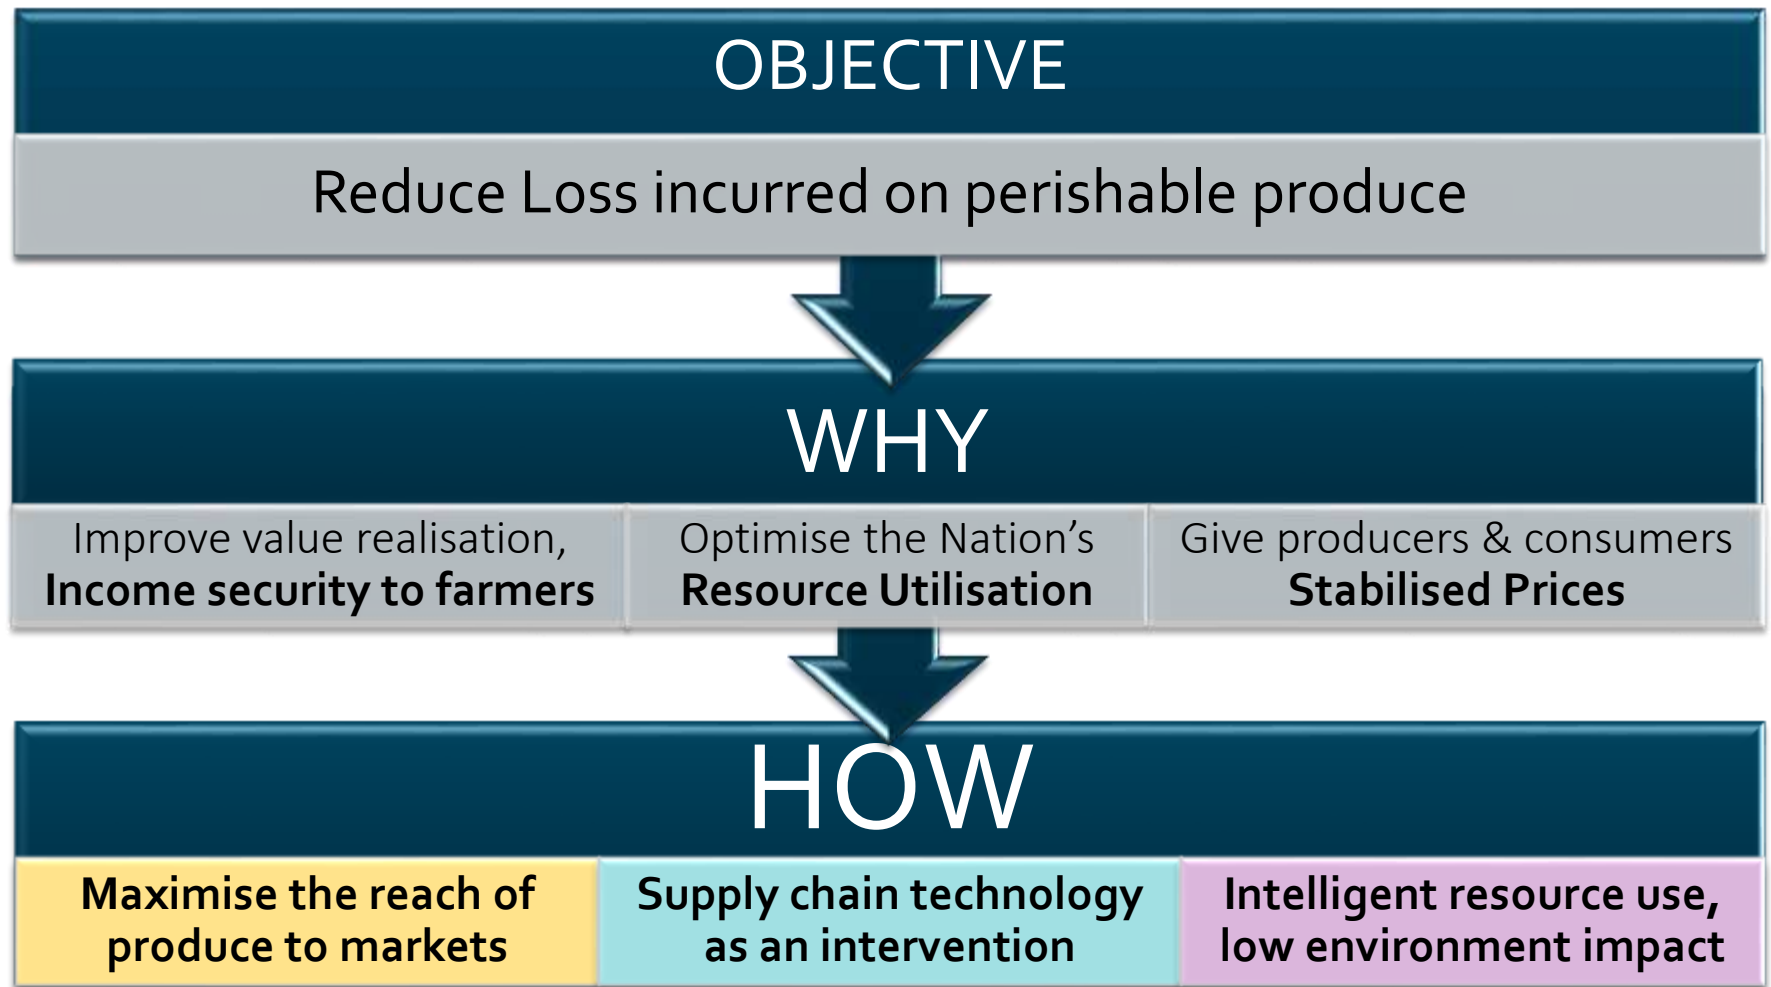 OBJECTIVE
Reduce Loss incurred on perishable produce
WHY
Improve value realisation,
Income security to farmers
Optimise the Nation’s
Resource Utilisation
Give producers & consumers
Stabilised Prices
HOW
Maximise the reach of
produce to markets
Supply chain technology
as an intervention
Intelligent resource use,
low environment impact